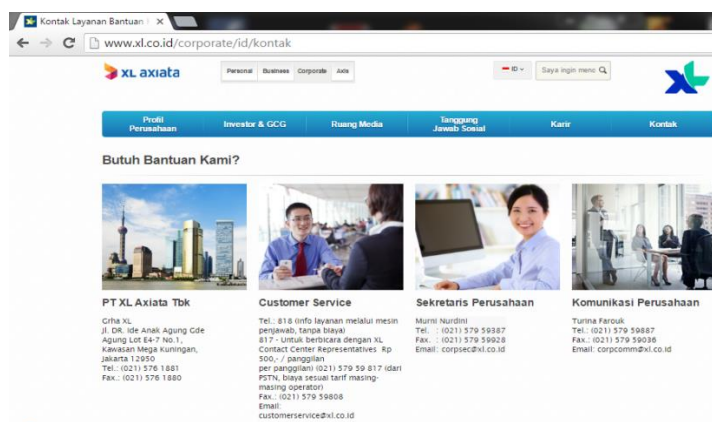 Kontak Layanan Bantuan
www.xl.co.id/corporate/id/kontak
XL axiata
Personal Business Corporate Axis
ID
Saya ingin menc
XL
Profil
Perusahaan
Investor & GCG
Ruang Media
Tanggung
Jawab Sosial
Karir
Kontak
Butuh Bantuan Kami?
PT XL Axiata Tbk
Grha XL
Jl. DR. Ide Anak Agung Gde
Agung Lot E4-7 No.1,
Kawasan Mega Kuningan,
Jakarta 12950
Tel.: (021) 576 1881
Fax.: (021) 576 1880
Customer Service
Tel.: 818 (info layanan melalui mesin
penjawab, tanpa biaya)
817 - Untuk berbicara dengan XL
Contact Center Representatives Rp
500,- / panggilan
per panggilan) (021) 579 59 817 (dari
PSTN, biaya sesuai tarif masing-
masing operator)
Fax.: (021) 579 59808
Email:
customerservice@xl.co.id
Sekretaris Perusahaan
Murni Nurdini
Tel. : (021) 579 59387
Fax. : (021) 579 59928
Email: corpsec@xl.co.id
Komunikasi Perusahaan
Turina Farouk
Tel.: (021) 579 59887
Fax.: (021) 579 59036
Email: corpcomm@xl.co.id